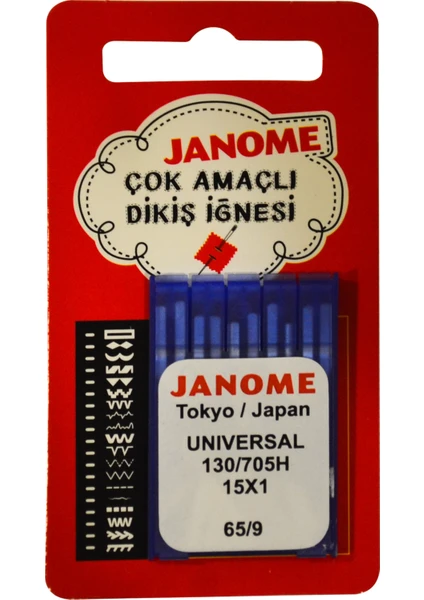 JANOME
ÇOK AMAÇLI
DİKİŞ İĞNESİ
JANOME
Tokyo / Japan
UNIVERSAL
130/705H
15X1
65/9